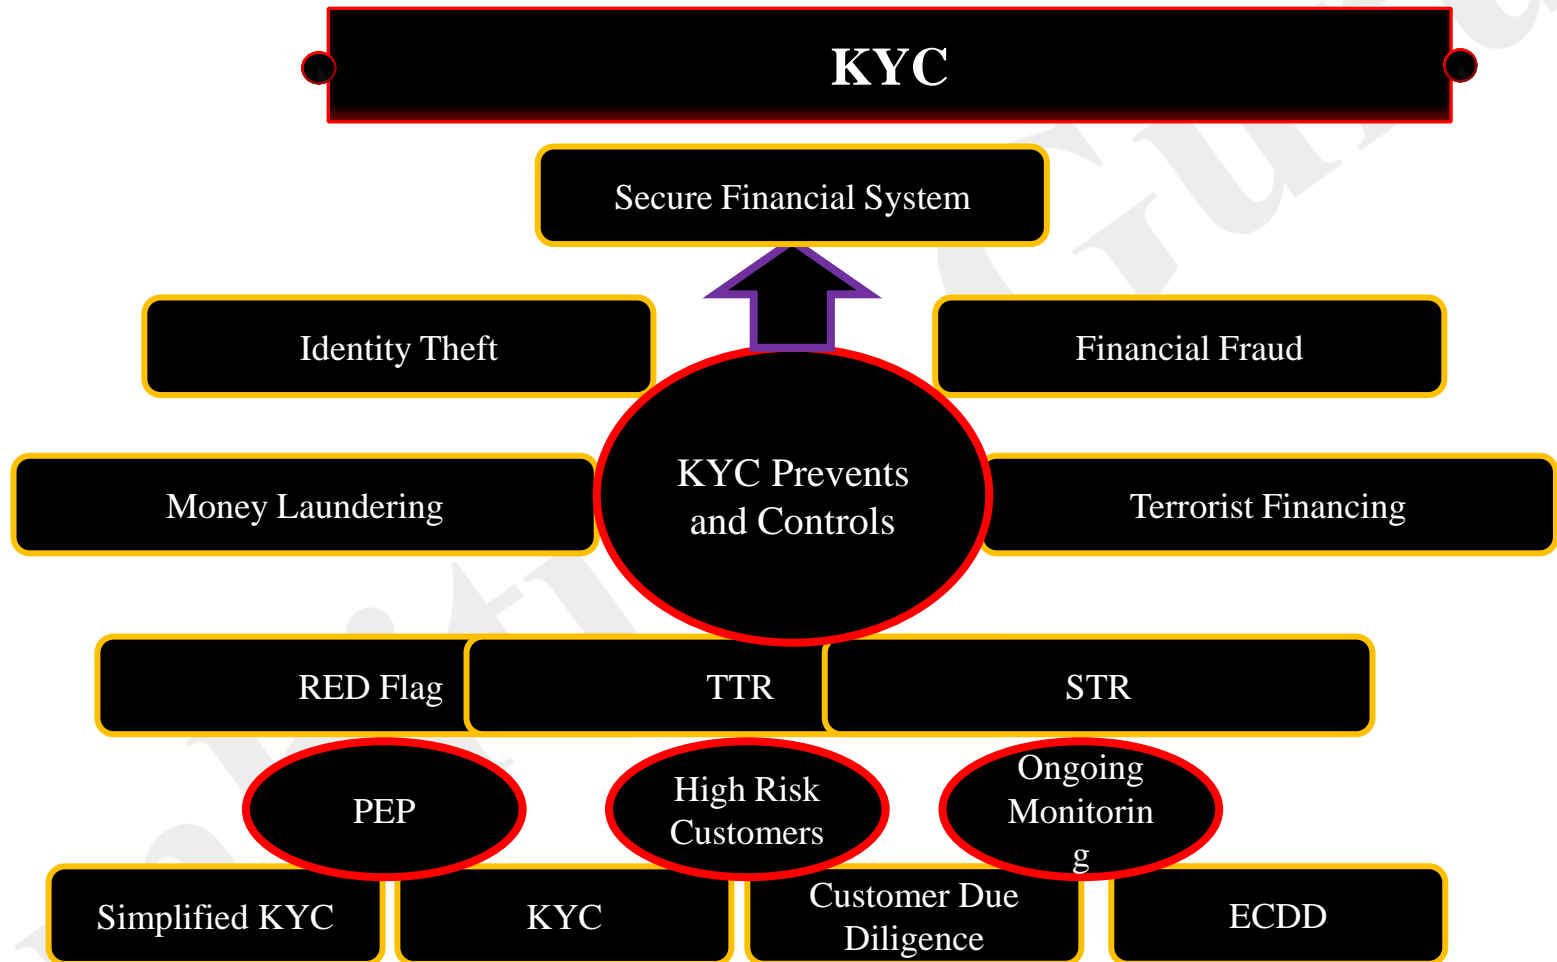 KYC
Secure Financial System
Identity Theft
Financial Fraud
KYC Prevents
and Controls
Money Laundering
Terrorist Financing
RED Flag
TTR
STR
PEP
High Risk
Customers
Ongoing
Monitorin
g
Simplified KYC
KYC
Customer Due
Diligence
ECDD